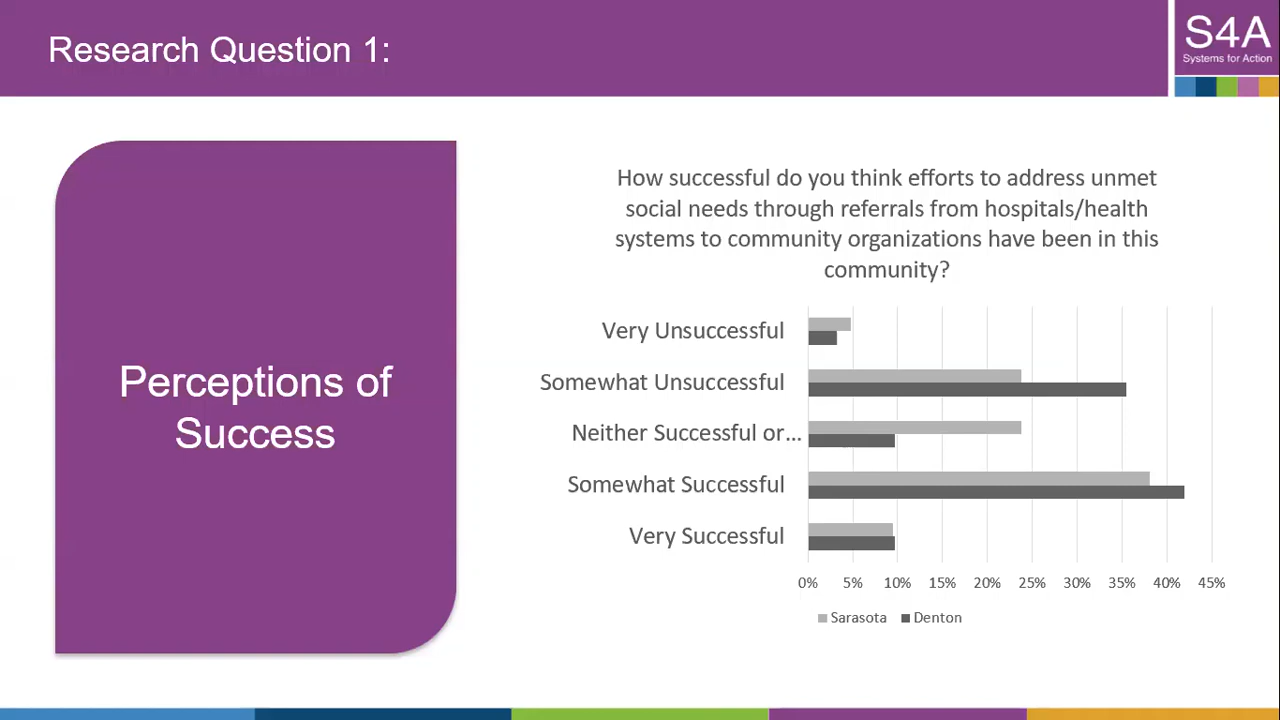 Research Question 1:
S4A
Systems for Action
Perceptions of
Success
How successful do you think efforts to address unmet
social needs through referrals from hospitals/health
systems to community organizations have been in this
community?
Very Unsuccessful
Somewhat Unsuccessful
Neither Successful or...
Somewhat Successful
Very Successful
0% 5% 10% 15% 20% 25% 30% 35% 40% 45%
Sarasota Denton